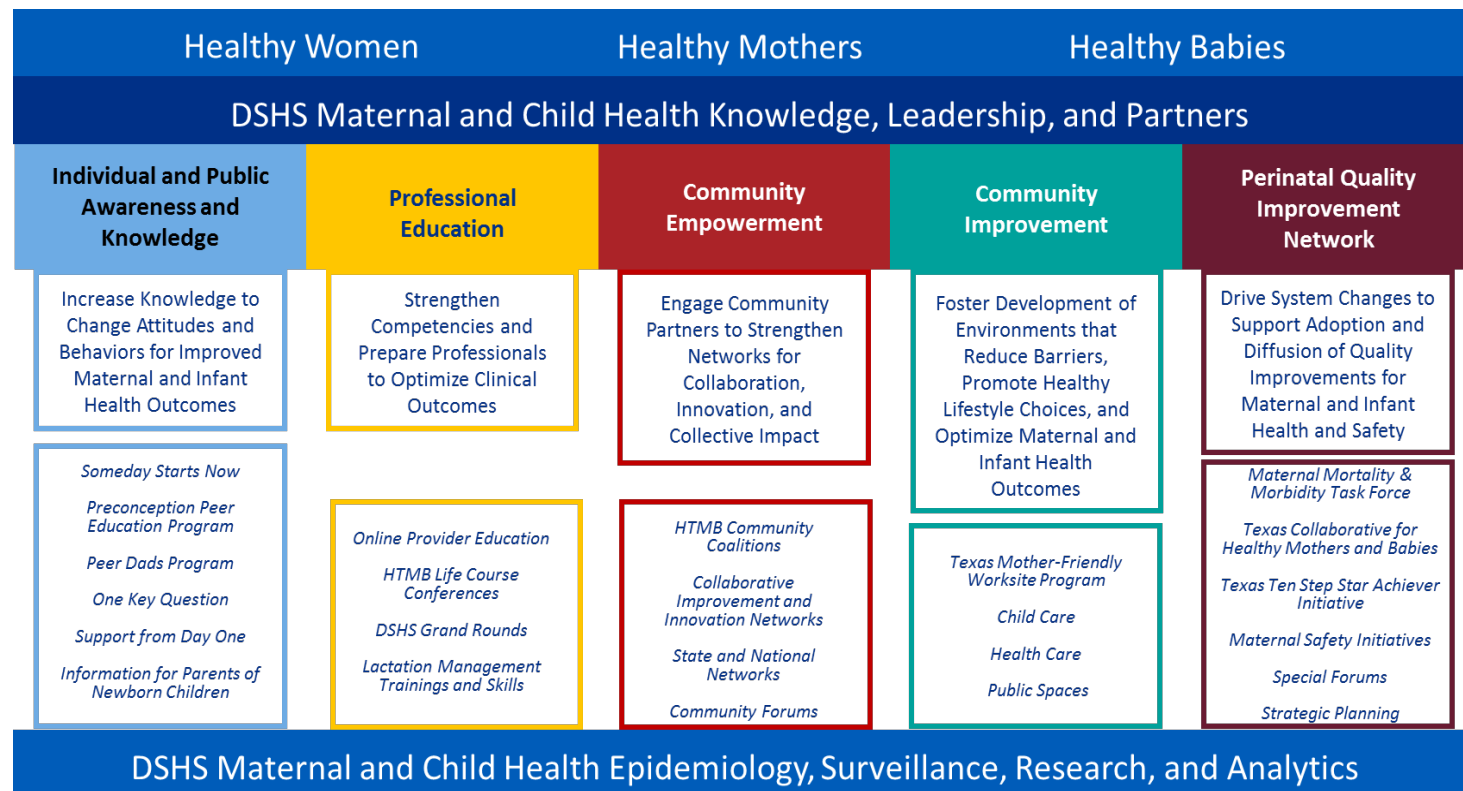 Healthy Women
Healthy Mothers
Healthy Babies
DSHS Maternal and Child Health Knowledge, Leadership, and Partners
Individual and Public
Awareness and
Knowledge
Increase Knowledge to
Change Attitudes and
Behaviors for Improved
Maternal and Infant
Health Outcomes
Someday Starts Now
Preconception Peer
Education Program
Peer Dads Program
One Key Question
Support from Day One
Information for Parents of
Newborn Children
Professional
Education
Strengthen
Competencies and
Prepare Professionals
to Optimize Clinical
Outcomes
Online Provider Education
HTMB Life Course
Conferences
DSHS Grand Rounds
Lactation Management
Trainings and Skills
Community
Empowerment
Engage Community
Partners to Strengthen
Networks for
Collaboration,
Innovation, and
Collective Impact
HTMB Community
Coalitions
Collaborative
Improvement and
Innovation Networks
State and National
Networks
Community Forums
Community
Improvement
Foster Development of
Environments that
Reduce Barriers,
Promote Healthy
Lifestyle Choices, and
Optimize Maternal and
Infant Health
Outcomes
Texas Mother-Friendly
Worksite Program
Child Care
Health Care
Public Spaces
Perinatal Quality
Improvement
Network
Drive System Changes to
Support Adoption and
Diffusion of Quality
Improvements for
Maternal and Infant
Health and Safety
Maternal Mortality &
Morbidity Task Force
Texas Collaborative for
Healthy Mothers and Babies
Texas Ten Step Star Achiever
Initiative
Maternal Safety Initiatives
Special Forums
Strategic Planning
DSHS Maternal and Child Health Epidemiology, Surveillance, Research, and Analytics